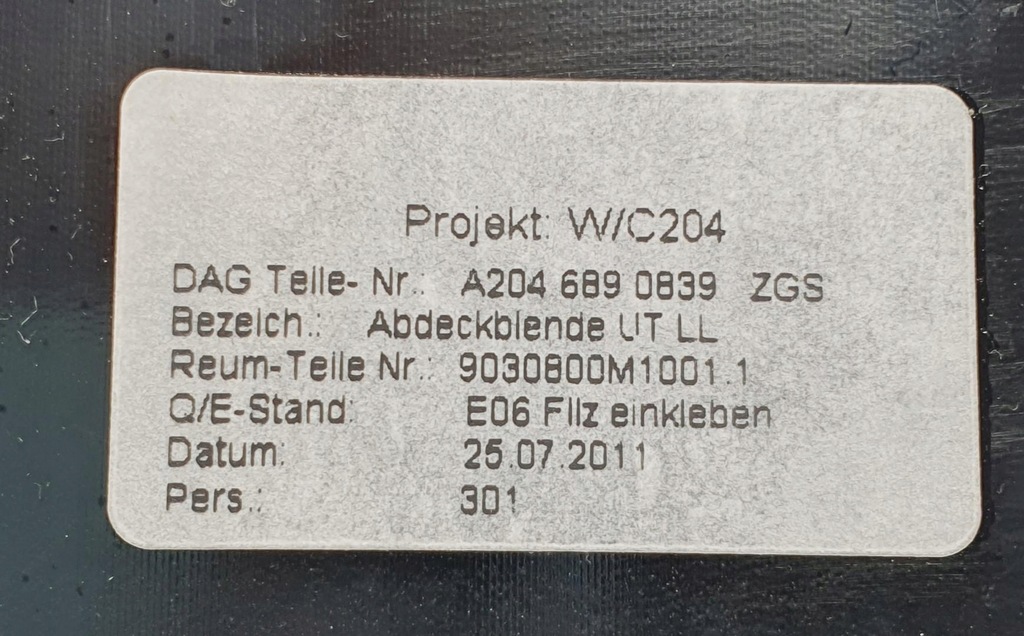 Projekt: W/C204
DAG Teile- Nr.: A204 689 0839 ZGS
Bezeich.: Abdeckblende UT LL
Reum-Teile Nr.: 9030800M1001.1
Q/E-Stand: E06 Filz einkleben
Datum: 25.07.2011
Pers.: 301